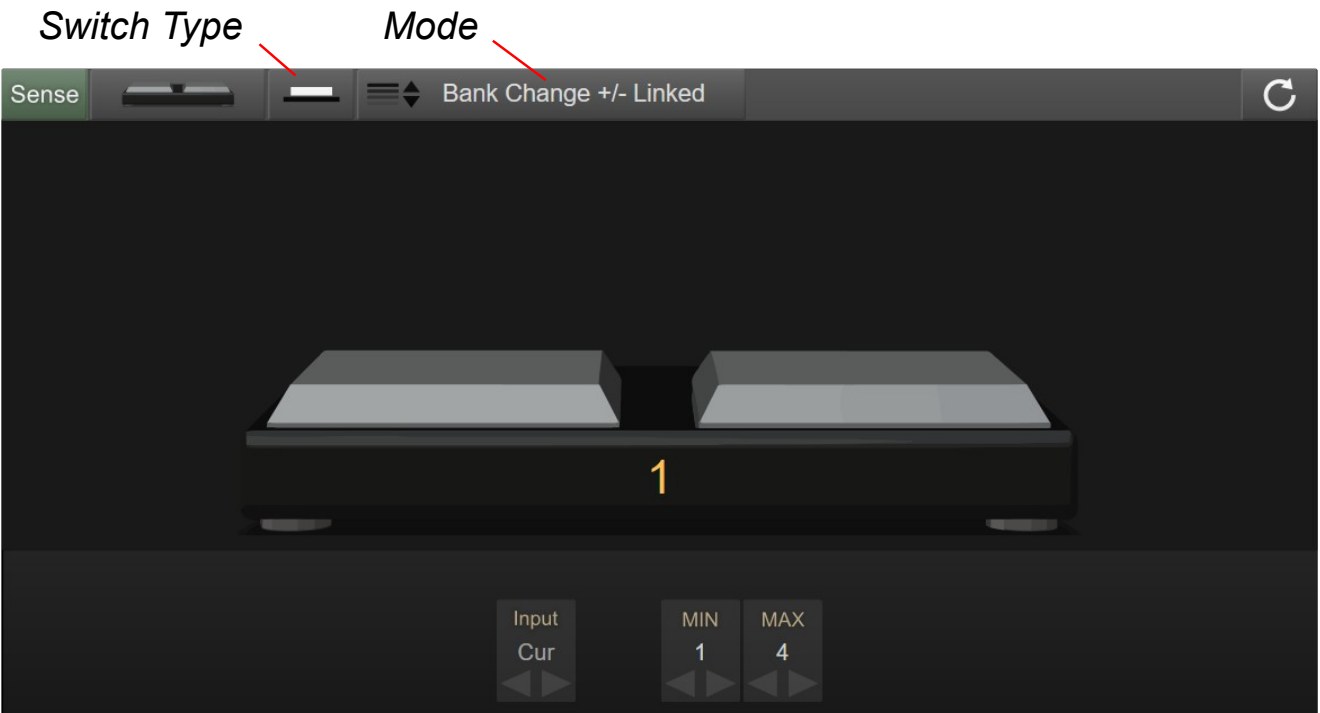 Switch Type
Mode
Sense
Bank Change +/- Linked
1
Input
MIN
MAX
Cur
1
4